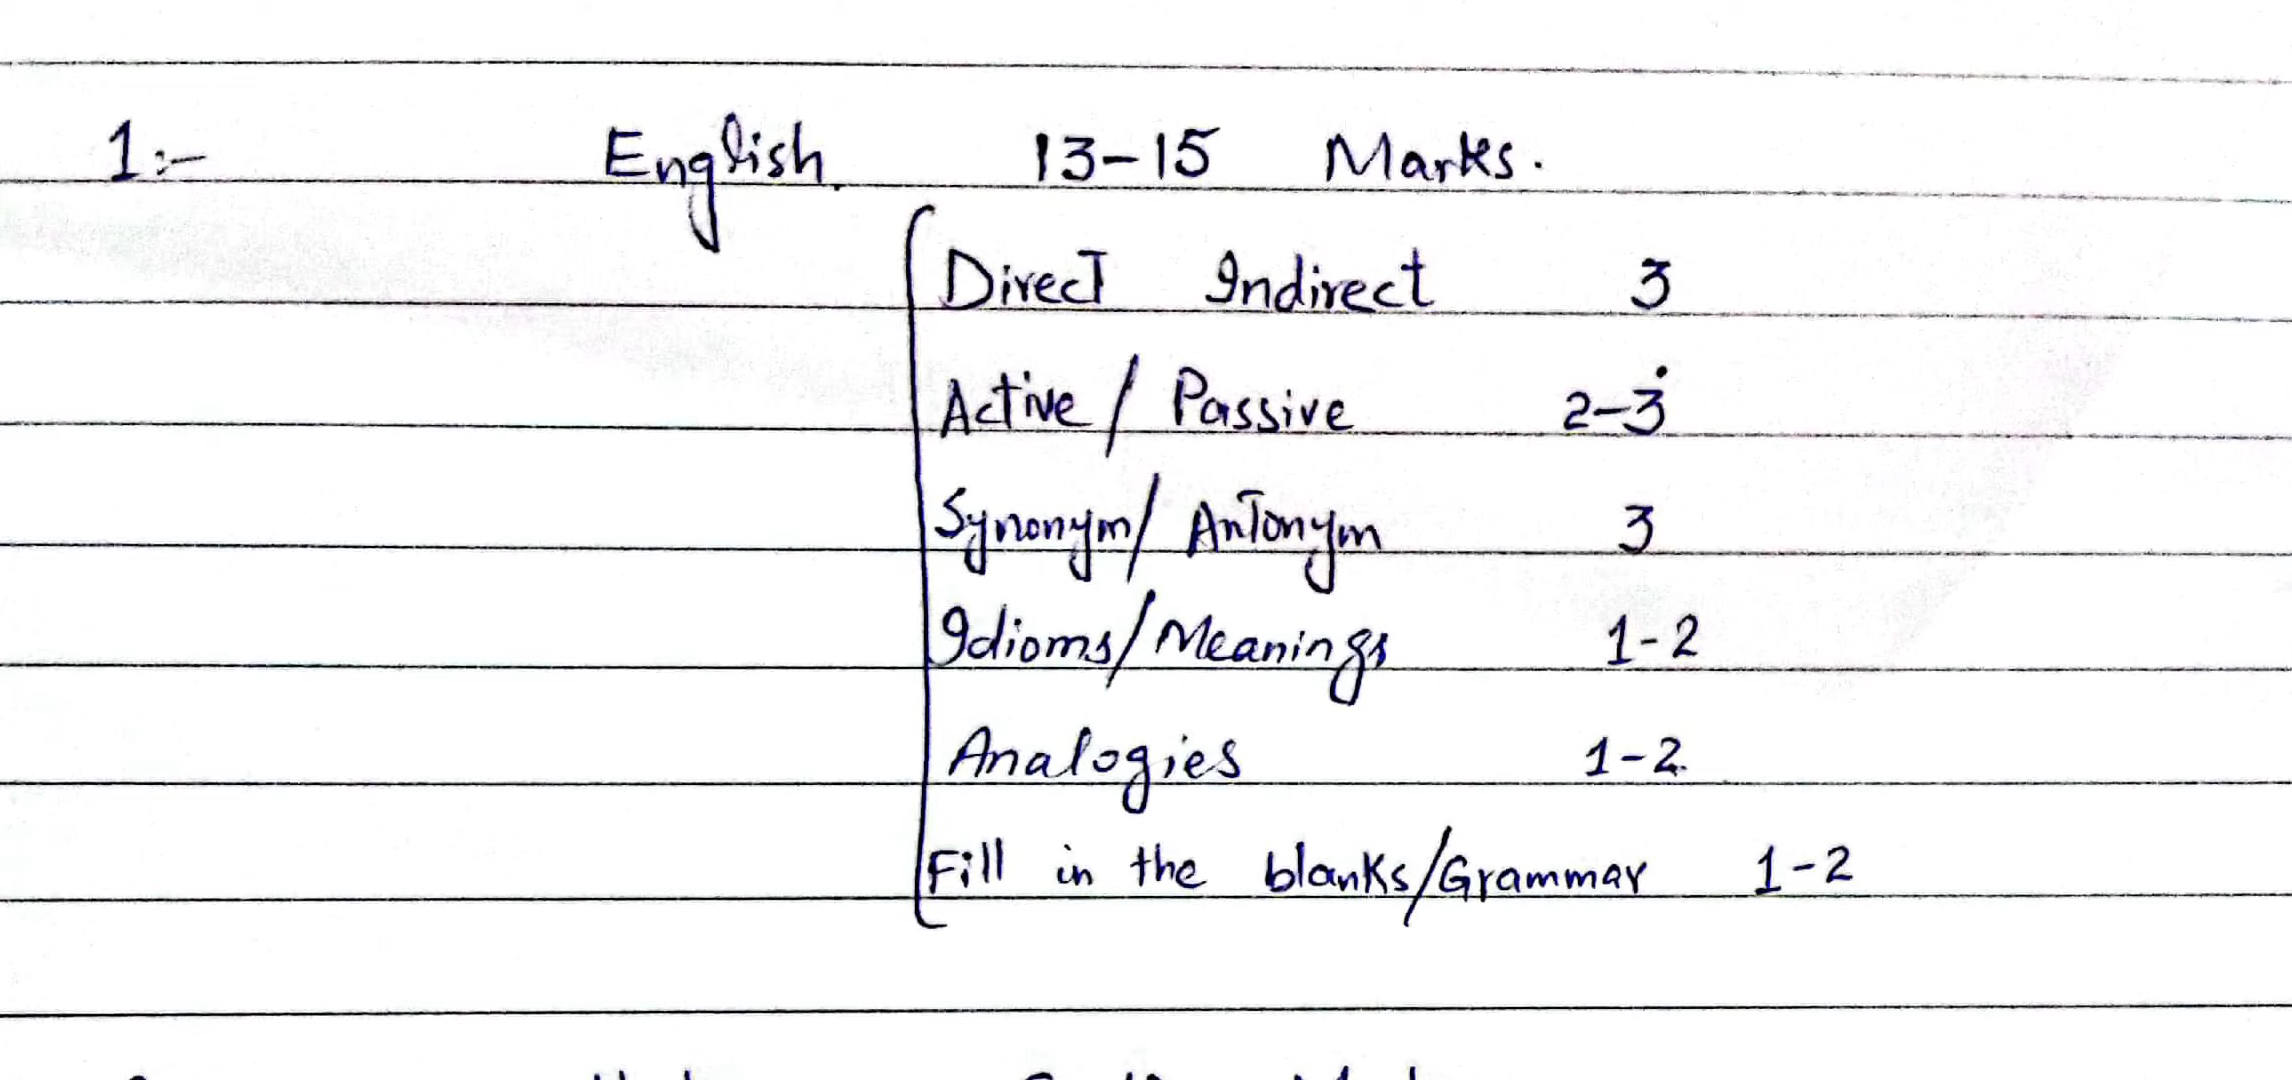 1:- English 13-15 Marks.
Direct Indirect 3
Active / Passive 2-3
Synonym/ Antonym 3
Idioms/Meanings 1-2
Analogies 1-2
Fill in the blanks/Grammar 1-2